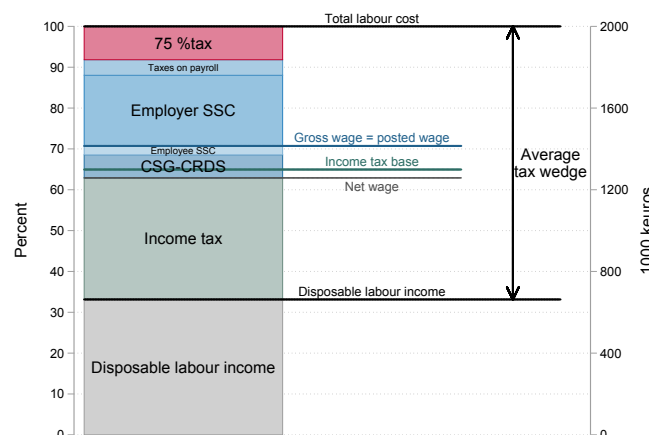 Total labour cost
100
90
80
70
60
50
40
30
20
10
0
Percent
75 %tax
Taxes on payroll
Employer SSC
Employee SSC
CSG-CRDS
Income tax
Disposable labour income
Gross wage = posted wage
Income tax base
Net wage
Disposable labour income
Average
tax wedge
2000
1600
1200
800
400
0
1000 keuros